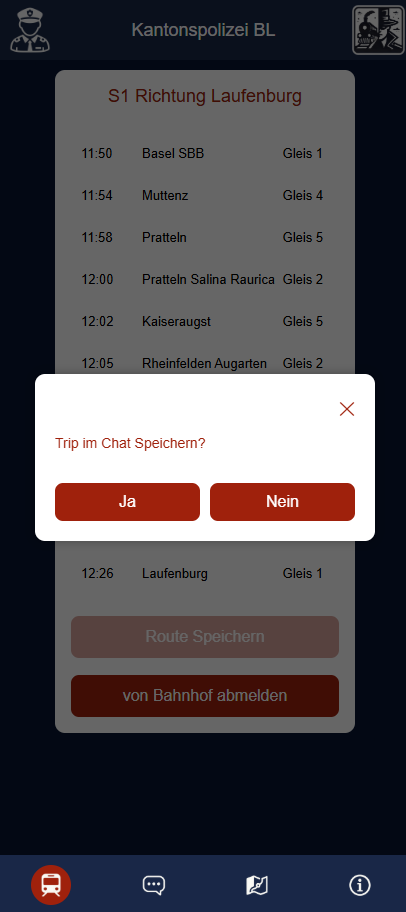 Kantonspolizei BL
S1 Richtung Laufenburg
11:50 Basel SBB Gleis 1
11:54 Muttenz Gleis 4
11:58 Pratteln Gleis 5
12:00 Pratteln Salina Raurica Gleis 2
12:02 Kaiseraugst Gleis 5
12:05 Rheinfelden Augarten Gleis 2
Trip im Chat Speichern?
Ja Nein
12:26 Laufenburg Gleis 1
Route Speichern
von Bahnhof abmelden